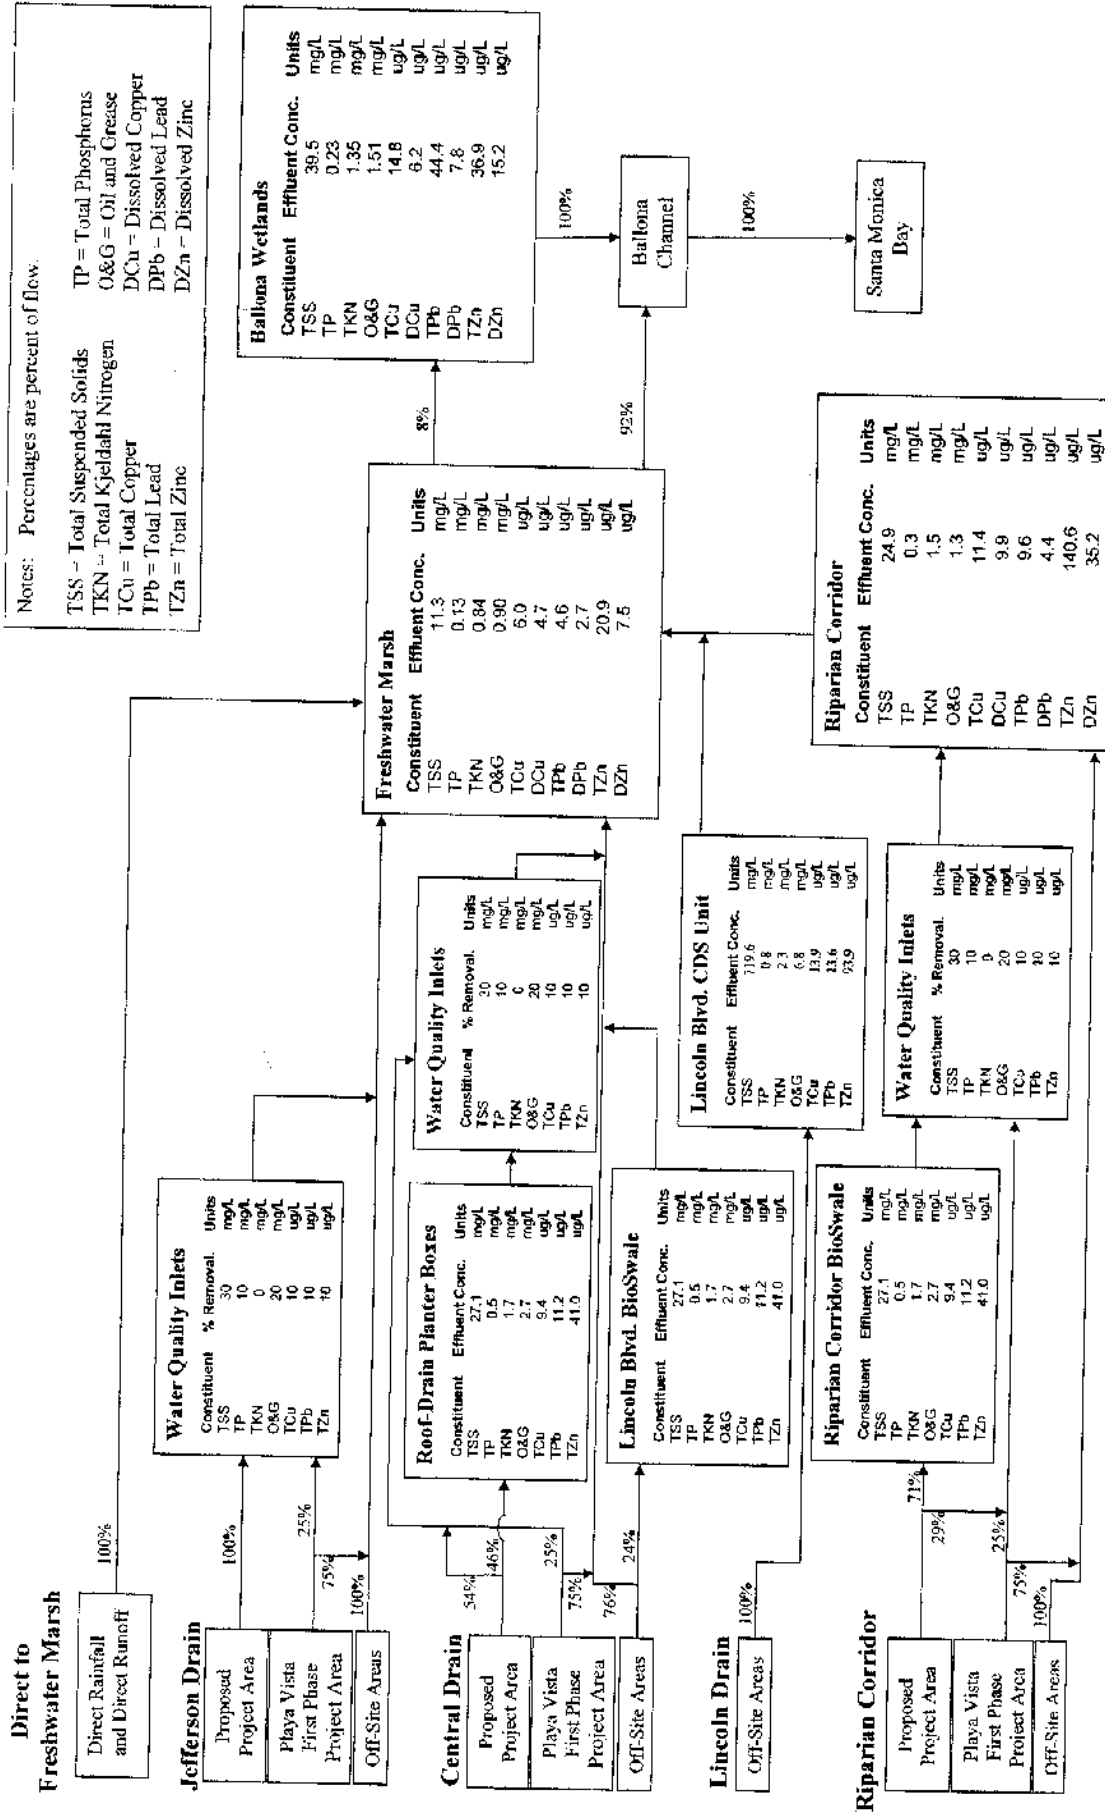 Notes: Percentages are percent of flow.
TSS = Total Suspended Solids
TP = Total Phosphorus
TKN = Total Kjeldahl Nitrogen
O&G = Oil and Grease
TCu = Total Copper
DCu = Dissolved Copper
TPb = Total Lead
DPb = Dissolved Lead
TZn = Total Zinc
DZn = Dissolved Zinc
Direct to
Freshwater Marsh
Direct Rainfall
and Direct Runoff
100%
Jefferson Drain
Proposed
Project Area
100%
Playa Vista
First Phase
Project Area
25%
75%
Off-Site Areas
100%
Water Quality Inlets
Constituent % Removal. Units
TSS 30 mg/L
TP 10 mg/L
TKN 0 mg/L
O&G 20 mg/L
TCu 10 ug/L
TPb 10 ug/L
TZn 10 ug/L
Central Drain
Proposed
Project Area
54%
46%
Playa Vista
First Phase
Project Area
25%
75%
Off-Site Areas
76%
24%
Roof-Drain Planter Boxes
Constituent Effluent Conc. Units
TSS 27.1 mg/L
TP 0.5 mg/L
TKN 1.7 mg/L
O&G 2.7 mg/L
TCu 9.4 ug/L
TPb 11.2 ug/L
TZn 41.0 ug/L
Water Quality Inlets
Constituent % Removal. Units
TSS 30 mg/L
TP 10 mg/L
TKN 0 mg/L
O&G 20 mg/L
TCu 10 ug/L
TPb 10 ug/L
TZn 10 ug/L
Lincoln Blvd. BioSwale
Constituent Effluent Conc. Units
TSS 27.1 mg/L
TP 0.5 mg/L
TKN 1.7 mg/L
O&G 2.7 mg/L
TCu 9.4 ug/L
TPb 11.2 ug/L
TZn 41.0 ug/L
Lincoln Drain
Off-Site Areas
100%
Lincoln Blvd. CDS Unit
Constituent Effluent Conc. Units
TSS 719.6 mg/L
TP 0.8 mg/L
TKN 2.3 mg/L
O&G 6.8 mg/L
TCu 13.9 ug/L
TPb 13.6 ug/L
TZn 93.9 ug/L
Riparian Corridor
Proposed
Project Area
71%
29%
Playa Vista
First Phase
Project Area
25%
75%
Off-Site Areas
100%
Riparian Corridor BioSwale
Constituent Effluent Conc. Units
TSS 27.1 mg/L
TP 0.5 mg/L
TKN 1.7 mg/L
O&G 2.7 mg/L
TCu 9.4 ug/L
TPb 11.2 ug/L
TZn 41.0 ug/L
Water Quality Inlets
Constituent % Removal. Units
TSS 30 mg/L
TP 10 mg/L
TKN 0 mg/L
O&G 20 mg/L
TCu 10 ug/L
TPb 10 ug/L
TZn 10 ug/L
Riparian Corridor
Constituent Effluent Conc. Units
TSS 24.9 mg/L
TP 0.3 mg/L
TKN 1.5 mg/L
O&G 1.3 mg/L
TCu 11.4 ug/L
DCu 9.9 ug/L
TPb 9.6 ug/L
DPb 4.4 ug/L
TZn 140.6 ug/L
DZn 35.2 ug/L
Freshwater Marsh
Constituent Effluent Conc. Units
TSS 11.3 mg/L
TP 0.13 mg/L
TKN 0.84 mg/L
O&G 0.90 mg/L
TCu 6.0 ug/L
DCu 4.7 ug/L
TPb 4.6 ug/L
DPb 2.7 ug/L
TZn 20.9 ug/L
DZn 7.5 ug/L
8%
92%
Ballona Wetlands
Constituent Effluent Conc. Units
TSS 39.5 mg/L
TP 0.23 mg/L
TKN 1.35 mg/L
O&G 1.51 mg/L
TCu 14.8 ug/L
DCu 6.2 ug/L
TPb 44.4 ug/L
DPb 7.8 ug/L
TZn 36.9 ug/L
DZn 15.2 ug/L
100%
Ballona
Channel
100%
Santa Monica
Bay